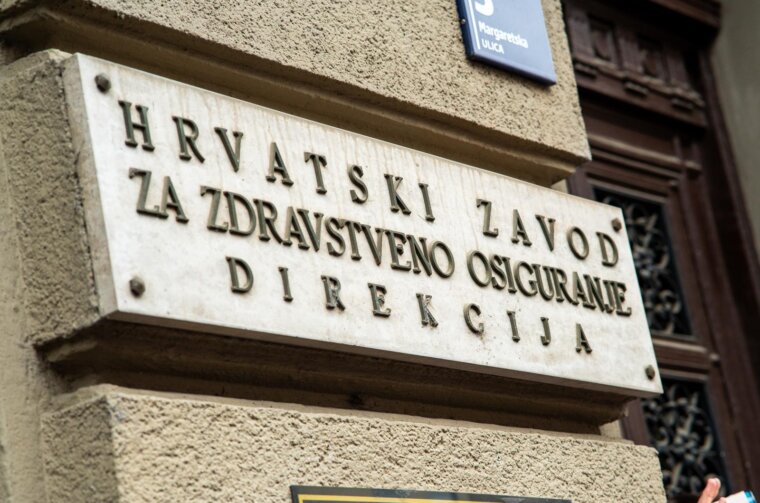 Margaretska
ULICA
HRVATSKI ZAVOD
ZA ZDRAVSTVENO OSIGURANJE
DIREKCIJA